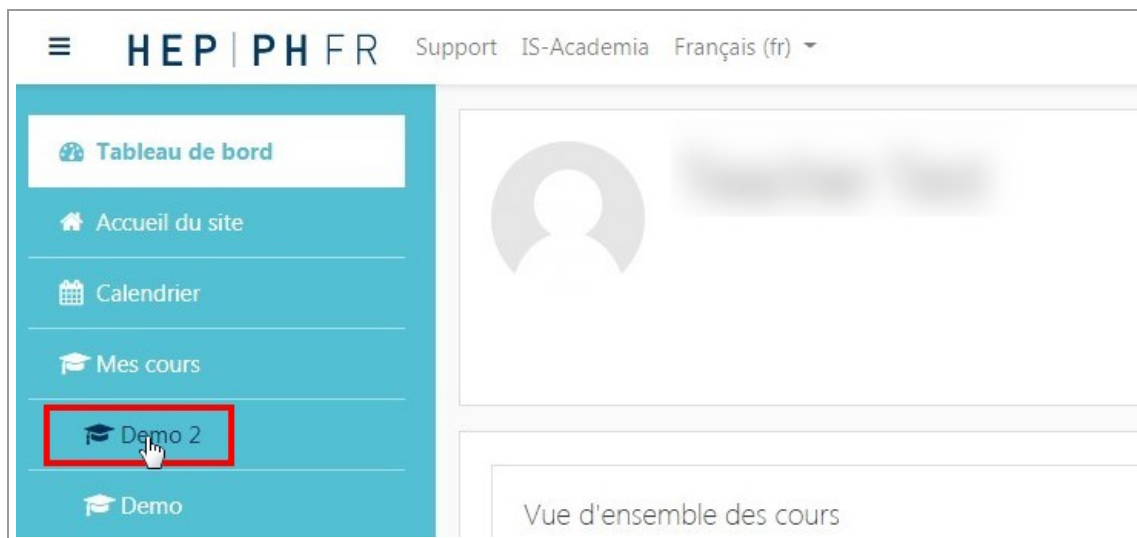 HEP|PH FR Support IS-Academia Français (fr)
Tableau de bord
Accueil du site
Calendrier
Mes cours
Demo 2
Demo
Vue d'ensemble des cours